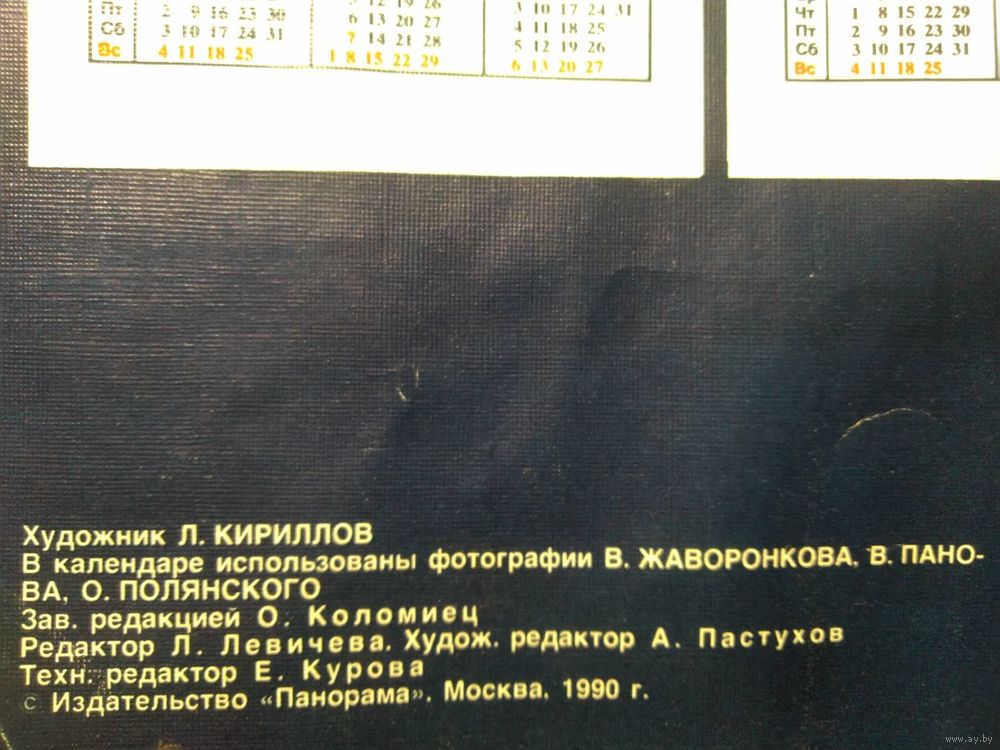 Пт 2 9 16 23 30
Сб 3 10 17 24 31
Вс 4 11 18 25
5 12 19 26
6 13 20 27
7 14 21 28
1 8 15 22 29
3 10 17 24 31
4 11 18 25
5 12 19 26
6 13 20 27
Чт 1 8 15 22 29
Пт 2 9 16 23 30
Сб 3 10 17 24 31
Вс 4 11 18 25
Художник Л. КИРИЛЛОВ
В календаре использованы фотографии В. ЖАВОРОНКОВА, В. ПАНО-
ВА, О. ПОЛЯНСКОГО
Зав. редакцией О. Коломиец
Редактор Л. Левичева. Худож. редактор А. Пастухов
Техн. редактор Е. Курова
с Издательство «Панорама». Москва. 1990 г.
www.ay.by